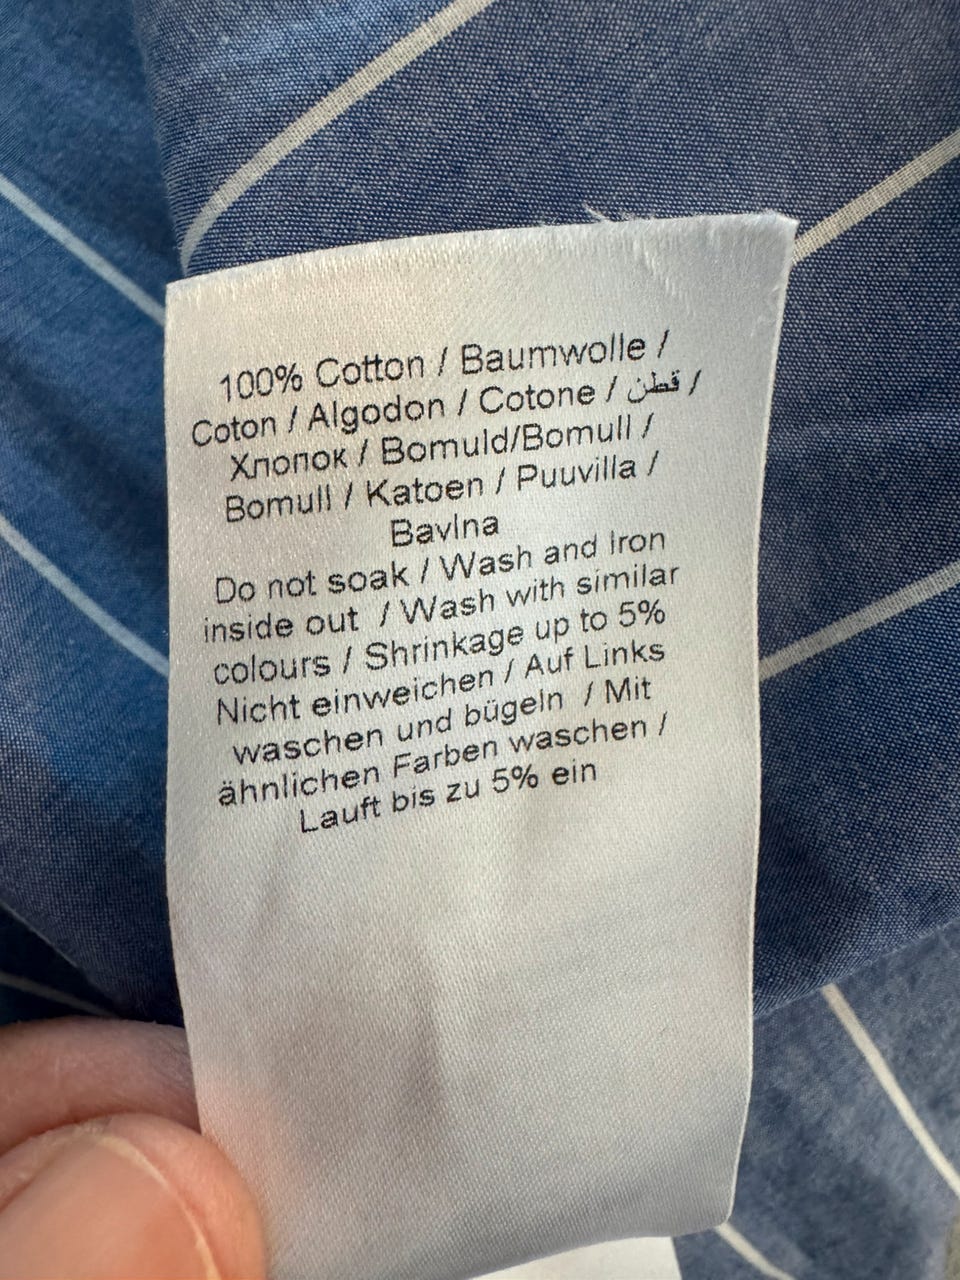 100% Cotton / Baumwolle /
Coton / Algodon / Cotone / قطن /
Хлопок / Bomuld/Bomull /
Bomull / Katoen / Puuvilla /
Bavlna
Do not soak / Wash and Iron
inside out / Wash with similar
colours / Shrinkage up to 5%
Nicht einweichen / Auf Links
waschen und bügeln / Mit
ähnlichen Farben waschen /
Lauft bis zu 5% ein